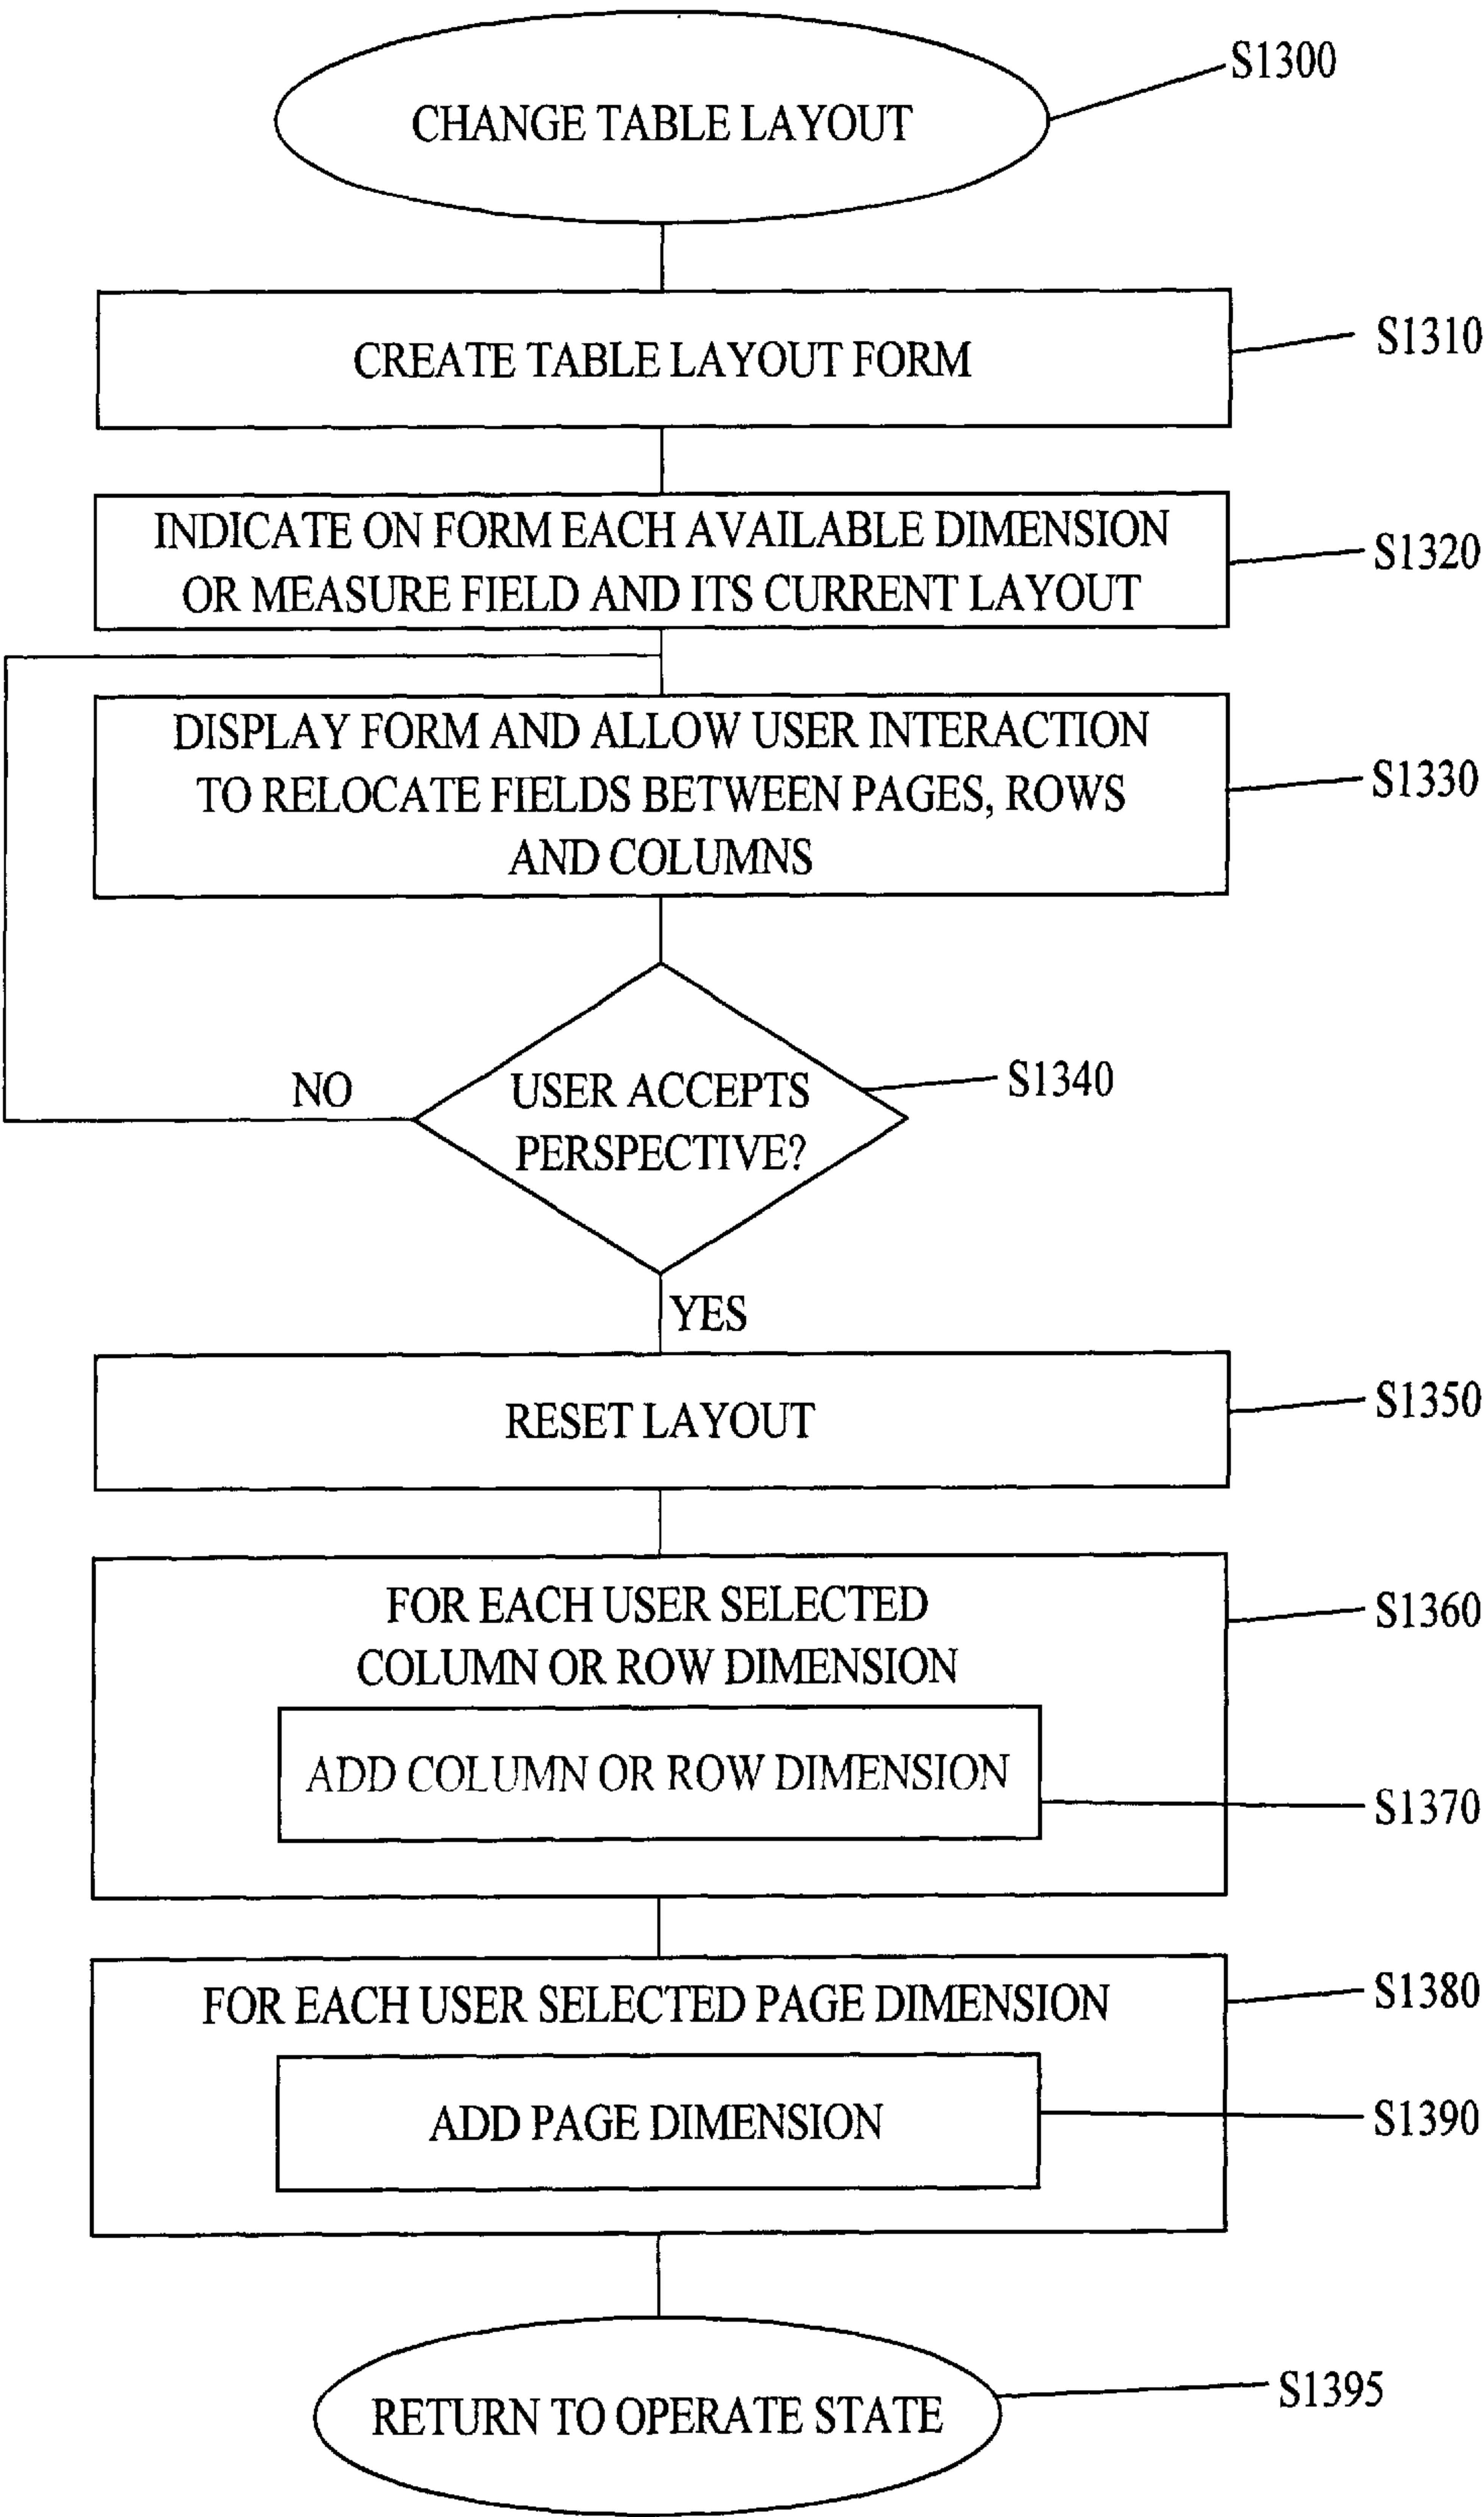 CHANGE TABLE LAYOUT
S1300
CREATE TABLE LAYOUT FORM
S1310
INDICATE ON FORM EACH AVAILABLE DIMENSION
OR MEASURE FIELD AND ITS CURRENT LAYOUT
S1320
DISPLAY FORM AND ALLOW USER INTERACTION
TO RELOCATE FIELDS BETWEEN PAGES, ROWS
AND COLUMNS
S1330
USER ACCEPTS
PERSPECTIVE?
S1340
NO
YES
RESET LAYOUT
S1350
FOR EACH USER SELECTED
COLUMN OR ROW DIMENSION
S1360
ADD COLUMN OR ROW DIMENSION
S1370
FOR EACH USER SELECTED PAGE DIMENSION
S1380
ADD PAGE DIMENSION
S1390
RETURN TO OPERATE STATE
S1395